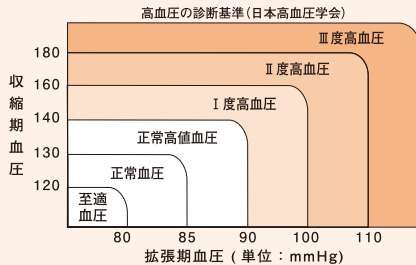 高血圧の診断基準(日本高血圧学会)
Ⅲ度高血圧
180
Ⅱ度高血圧
160
Ⅰ度高血圧
140
正常高値血圧
130
正常血圧
120
至適
血圧
収縮期血圧
80
85
90
100
110
拡張期血圧(単位:mmHg)